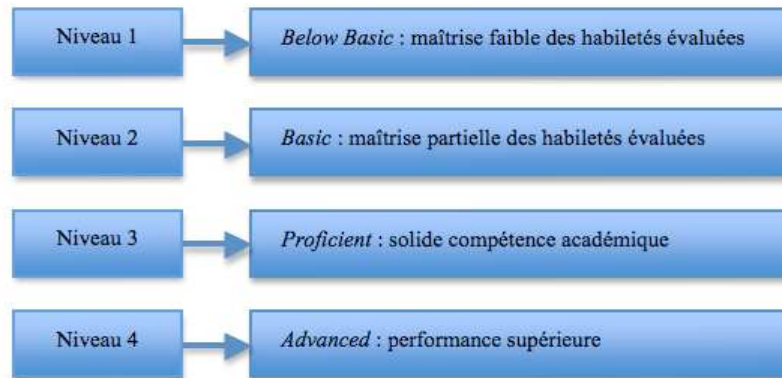 Niveau 1
Below Basic : maîtrise faible des habiletés évaluées
Niveau 2
Basic : maîtrise partielle des habiletés évaluées
Niveau 3
Proficient : solide compétence académique
Niveau 4
Advanced : performance supérieure